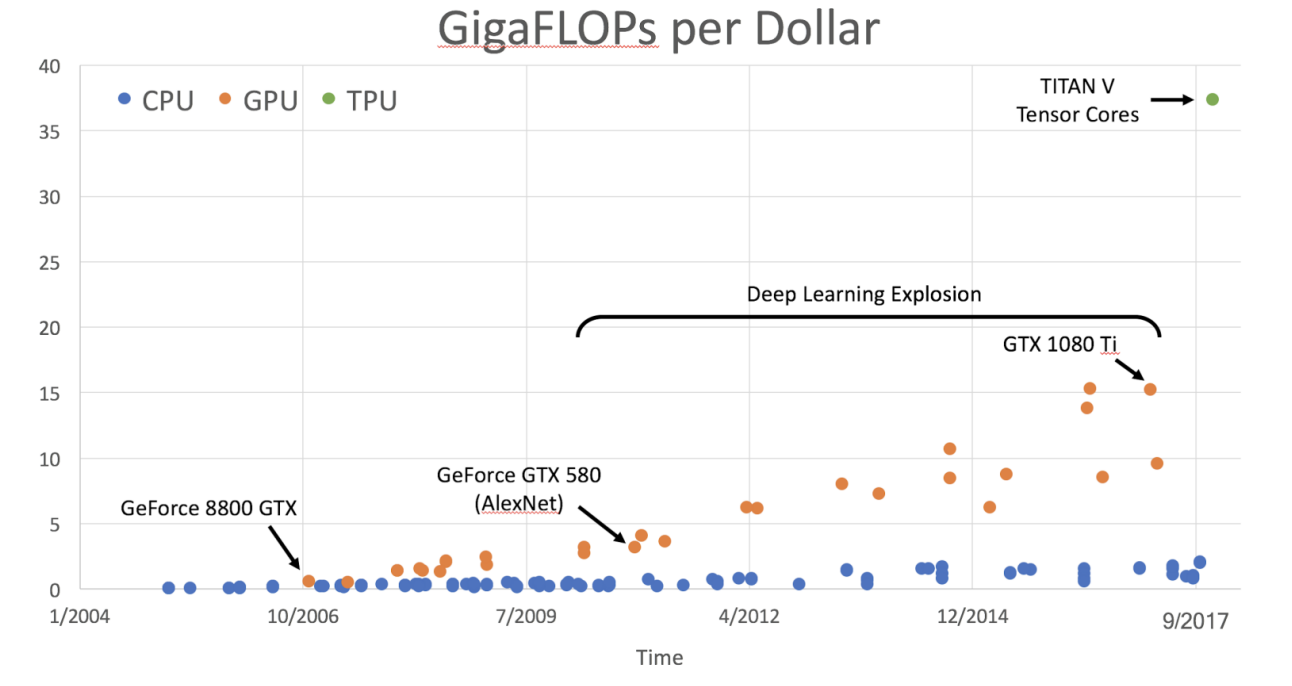 GigaFLOPs per Dollar
40
CPU GPU TPU
TITAN V
Tensor Cores
35
30
25
Deep Learning Explosion
20
GTX 1080 Ti
15
10
GeForce GTX 580
(AlexNet)
GeForce 8800 GTX
5
0
1/2004 10/2006 7/2009 4/2012 12/2014 9/2017
Time